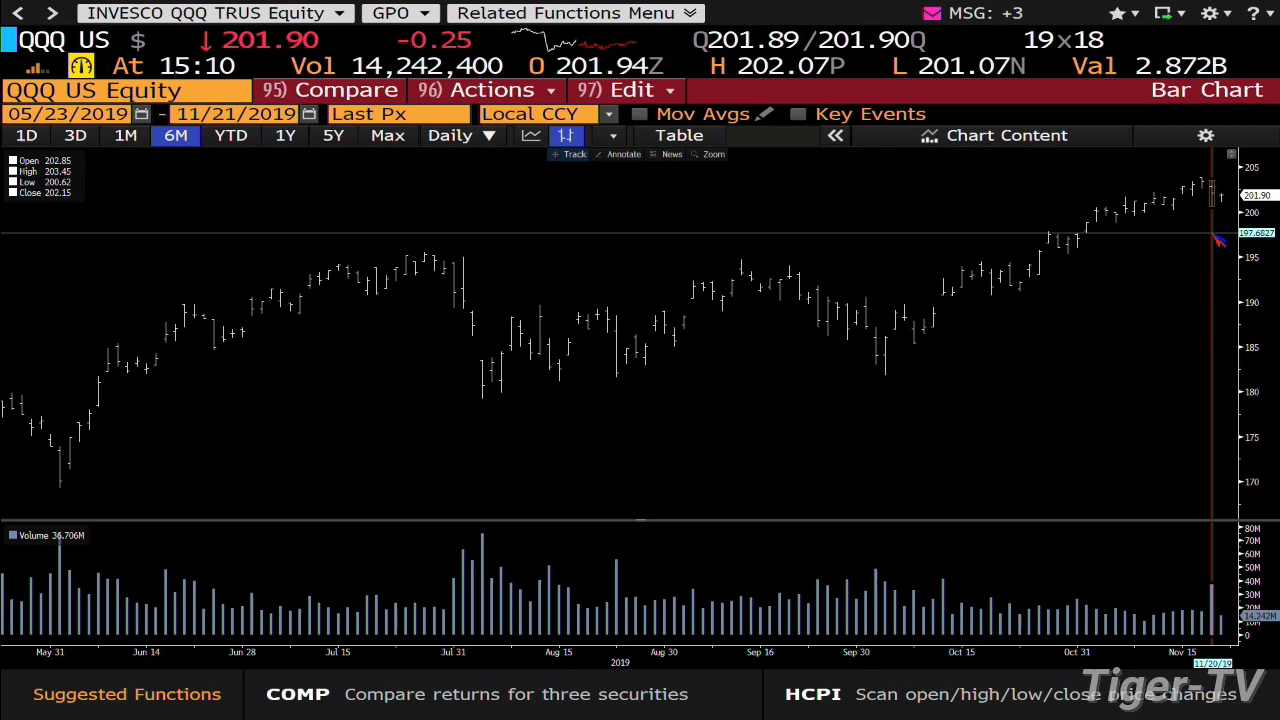 INVESCO QQQ TRUS Equity GPO Related Functions Menu MSG: +3 ?
QQQ US $ ↓ 201.90 -0.25 Q201.89/201.90Q 19x18
At 15:10 Vol 14,242,400 O 201.94Z H 202.07P L 201.07N Val 2.872B
QQQ US Equity 95) Compare 96) Actions 97) Edit Bar Chart
05/23/2019 - 11/21/2019 Last Px Local CCY Mov Avgs Key Events
1D 3D 1M 6M YTD 1Y 5Y Max Daily ▼ Table « Chart Content
Track Annotate News Zoom
Open 202.85
High 203.45
Low 200.62
Close 202.15
205
201.90
200
197.6827
195
190
185
180
175
170
Volume 36.706M
80M
70M
60M
50M
40M
30M
20M
14.242M
10M
0
May 31 Jun 14 Jun 28 Jul 15 Jul 31 Aug 15 Aug 30 Sep 16 Sep 30 Oct 15 Oct 31 Nov 15
2019 11/20/19
Suggested Functions COMP Compare returns for three securities HCPI Scan open/high/low/close price changes
Tiger-TV